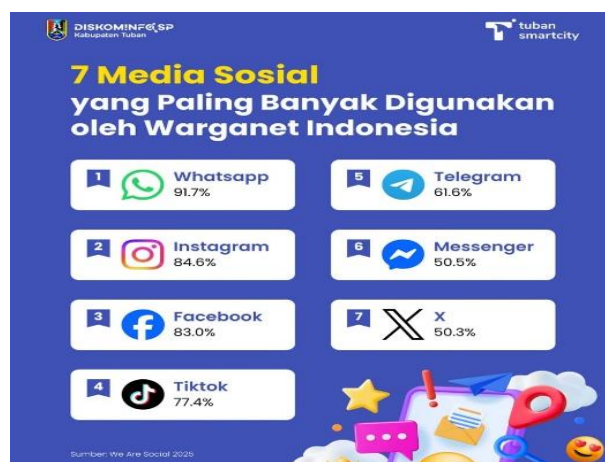 DISKOMINFO SP
Kabupaten Tuban
tuban
smartcity
7 Media Sosial
yang Paling Banyak Digunakan
oleh Warganet Indonesia
1
Whatsapp
91.7%
2
Instagram
84.6%
3
Facebook
83.0%
4
Tiktok
77.4%
5
Telegram
61.6%
6
Messenger
50.5%
7
X
50.3%
Sumber: We Are Social 2025